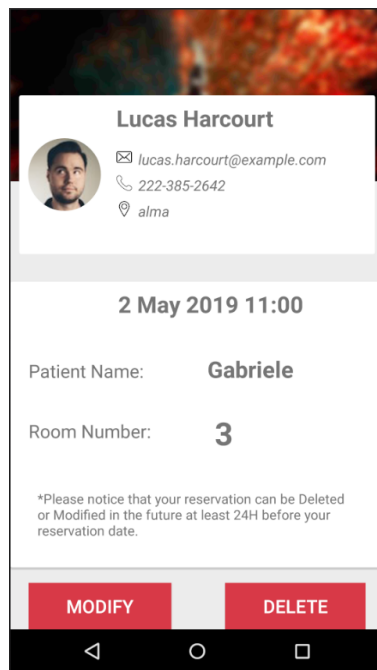 Lucas Harcourt
lucas.harcourt@example.com
222-385-2642
alma
2 May 2019 11:00
Patient Name: Gabriele
Room Number: 3
*Please notice that your reservation can be Deleted
or Modified in the future at least 24H before your
reservation date.
MODIFY DELETE